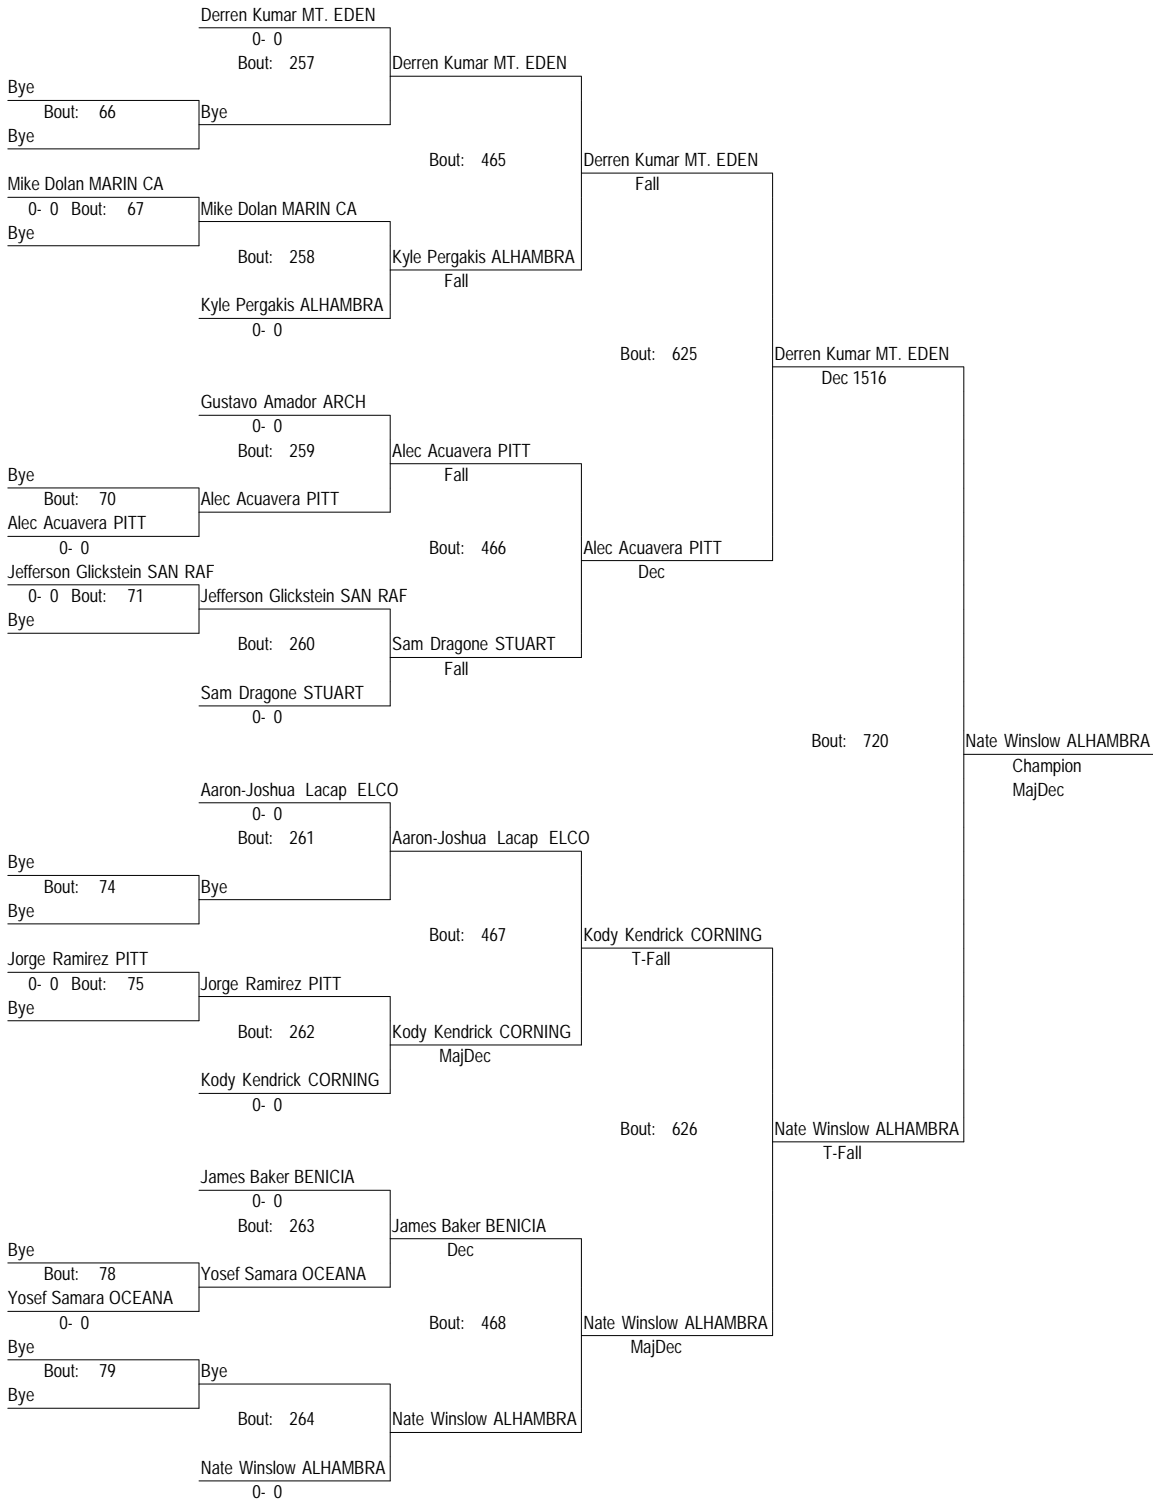 Derren Kumar MT. EDEN
0- 0
Bout: 257
Derren Kumar MT. EDEN
Bye
Bout: 66
Bye
Bye
Bout: 465
Derren Kumar MT. EDEN
Fall
Mike Dolan MARIN CA
0- 0 Bout: 67
Mike Dolan MARIN CA
Bye
Bout: 258
Kyle Pergakis ALHAMBRA
Fall
Kyle Pergakis ALHAMBRA
0- 0
Bout: 625
Derren Kumar MT. EDEN
Dec 1516
Gustavo Amador ARCH
0- 0
Bout: 259
Alec Acuavera PITT
Fall
Bye
Bout: 70
Alec Acuavera PITT
Alec Acuavera PITT
0- 0
Bout: 466
Alec Acuavera PITT
Dec
Jefferson Glickstein SAN RAF
0- 0 Bout: 71
Jefferson Glickstein SAN RAF
Bye
Bout: 260
Sam Dragone STUART
Fall
Sam Dragone STUART
0- 0
Bout: 720
Nate Winslow ALHAMBRA
Champion
MajDec
Aaron-Joshua Lacap ELCO
0- 0
Bout: 261
Aaron-Joshua Lacap ELCO
Bye
Bout: 74
Bye
Bye
Bout: 467
Kody Kendrick CORNING
T-Fall
Jorge Ramirez PITT
0- 0 Bout: 75
Jorge Ramirez PITT
Bye
Bout: 262
Kody Kendrick CORNING
MajDec
Kody Kendrick CORNING
0- 0
Bout: 626
Nate Winslow ALHAMBRA
T-Fall
James Baker BENICIA
0- 0
Bout: 263
James Baker BENICIA
Dec
Bye
Bout: 78
Yosef Samara OCEANA
Yosef Samara OCEANA
0- 0
Bout: 468
Nate Winslow ALHAMBRA
MajDec
Bye
Bout: 79
Bye
Bye
Bout: 264
Nate Winslow ALHAMBRA
Nate Winslow ALHAMBRA
0- 0